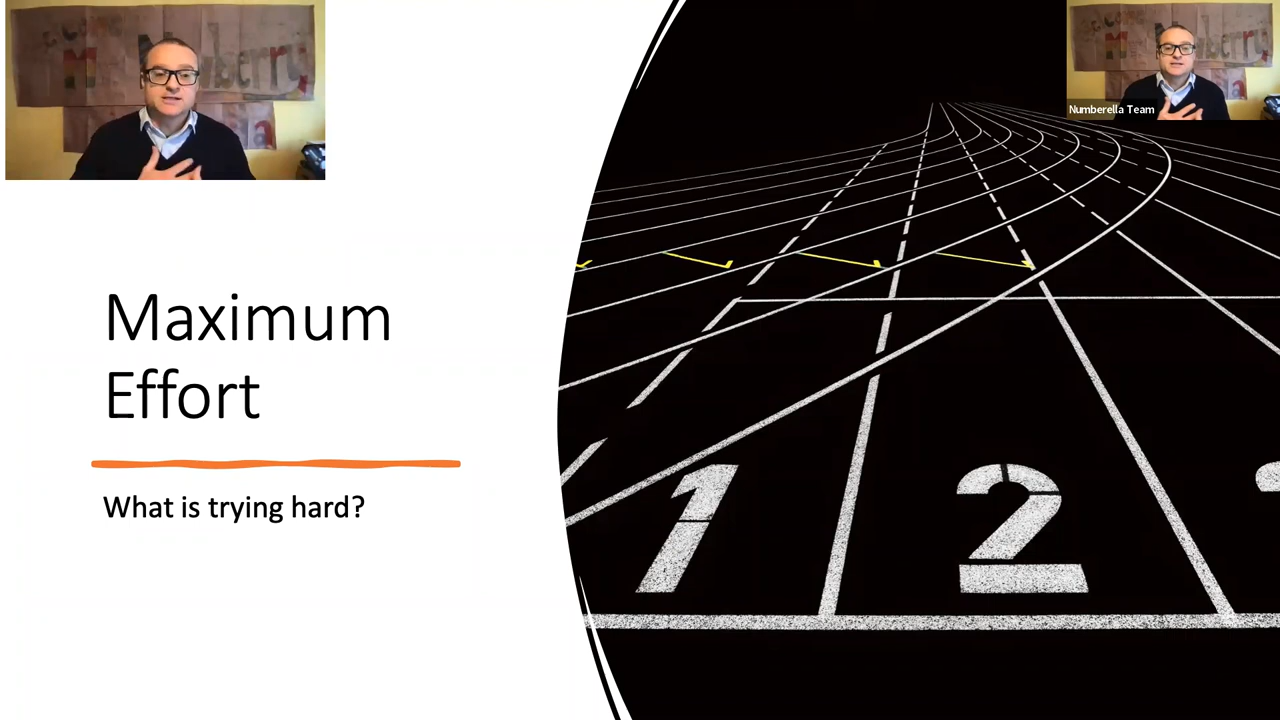 Maximum
Effort
What is trying hard?
Numberella Team
1 2